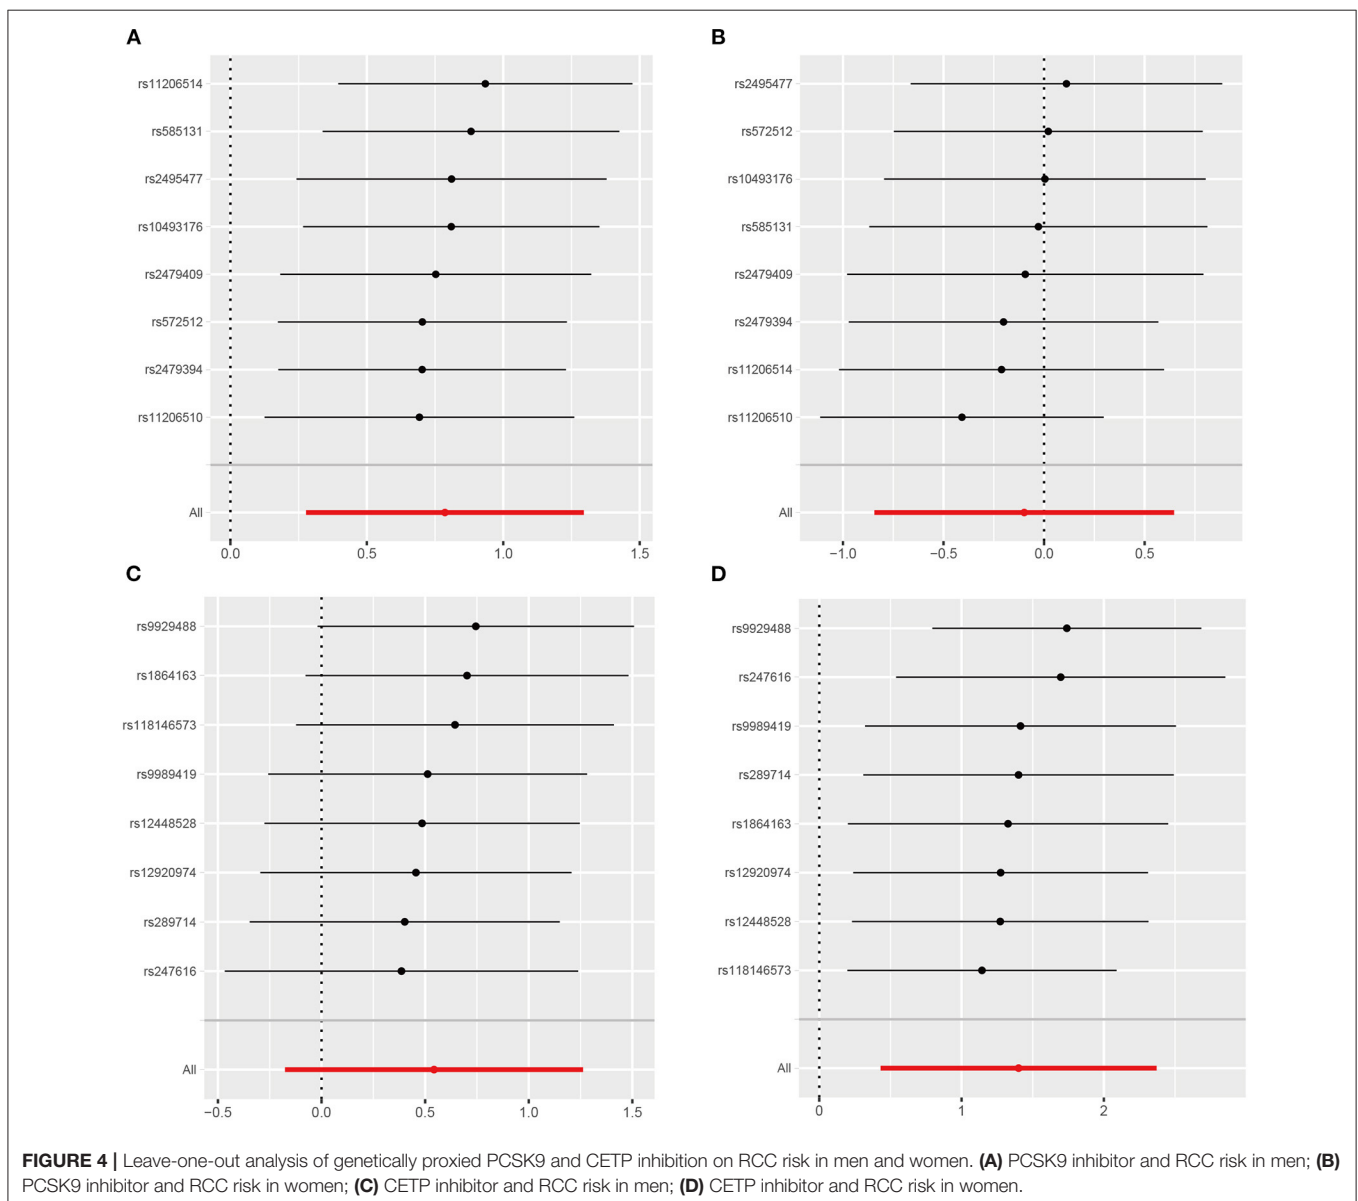 A
rs11206514
rs585131
rs2495477
rs10493176
rs2479409
rs572512
rs2479394
rs11206510
All
0.0 0.5 1.0 1.5
B
rs2495477
rs572512
rs10493176
rs585131
rs2479409
rs2479394
rs11206514
rs11206510
All
−1.0 −0.5 0.0 0.5
C
rs9929488
rs1864163
rs118146573
rs9989419
rs12448528
rs12920974
rs289714
rs247616
All
−0.5 0.0 0.5 1.0 1.5
D
rs9929488
rs247616
rs9989419
rs289714
rs1864163
rs12920974
rs12448528
rs118146573
All
0 1 2
FIGURE 4 | Leave-one-out analysis of genetically proxied PCSK9 and CETP inhibition on RCC risk in men and women. (A) PCSK9 inhibitor and RCC risk in men; (B)
PCSK9 inhibitor and RCC risk in women; (C) CETP inhibitor and RCC risk in men; (D) CETP inhibitor and RCC risk in women.